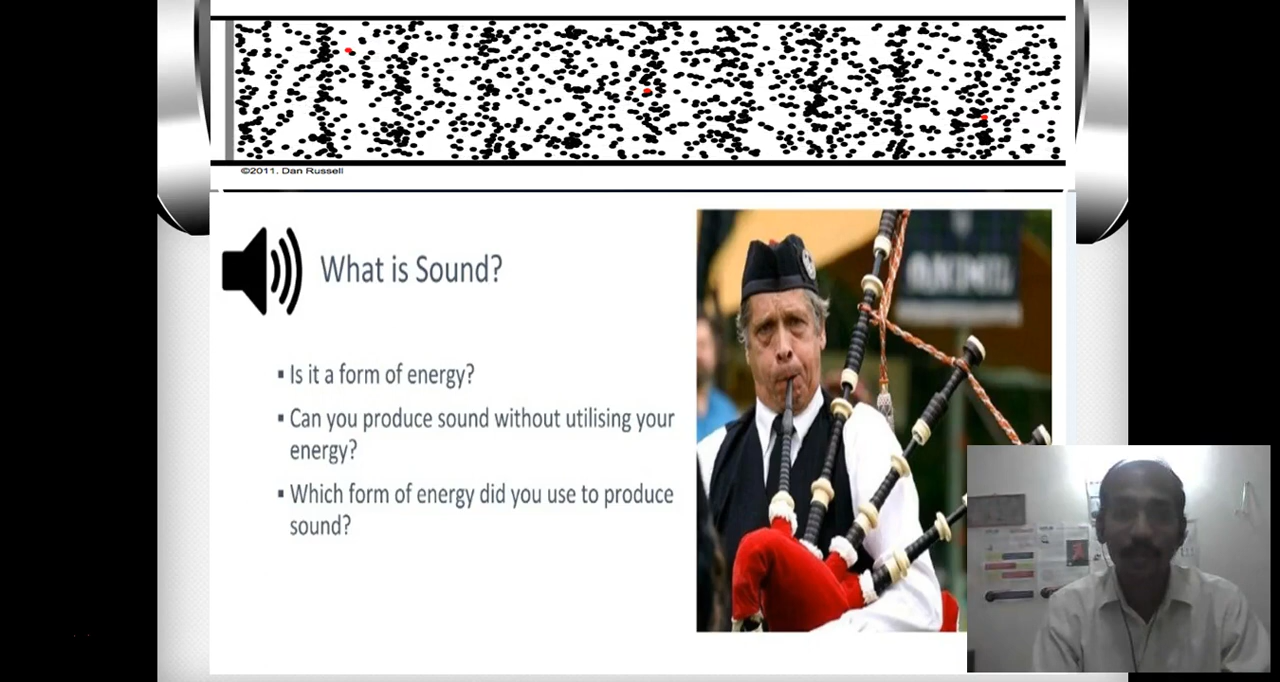 ©2011. Dan Russell
What is Sound?
▪ Is it a form of energy?
▪ Can you produce sound without utilising your
energy?
▪ Which form of energy did you use to produce
sound?